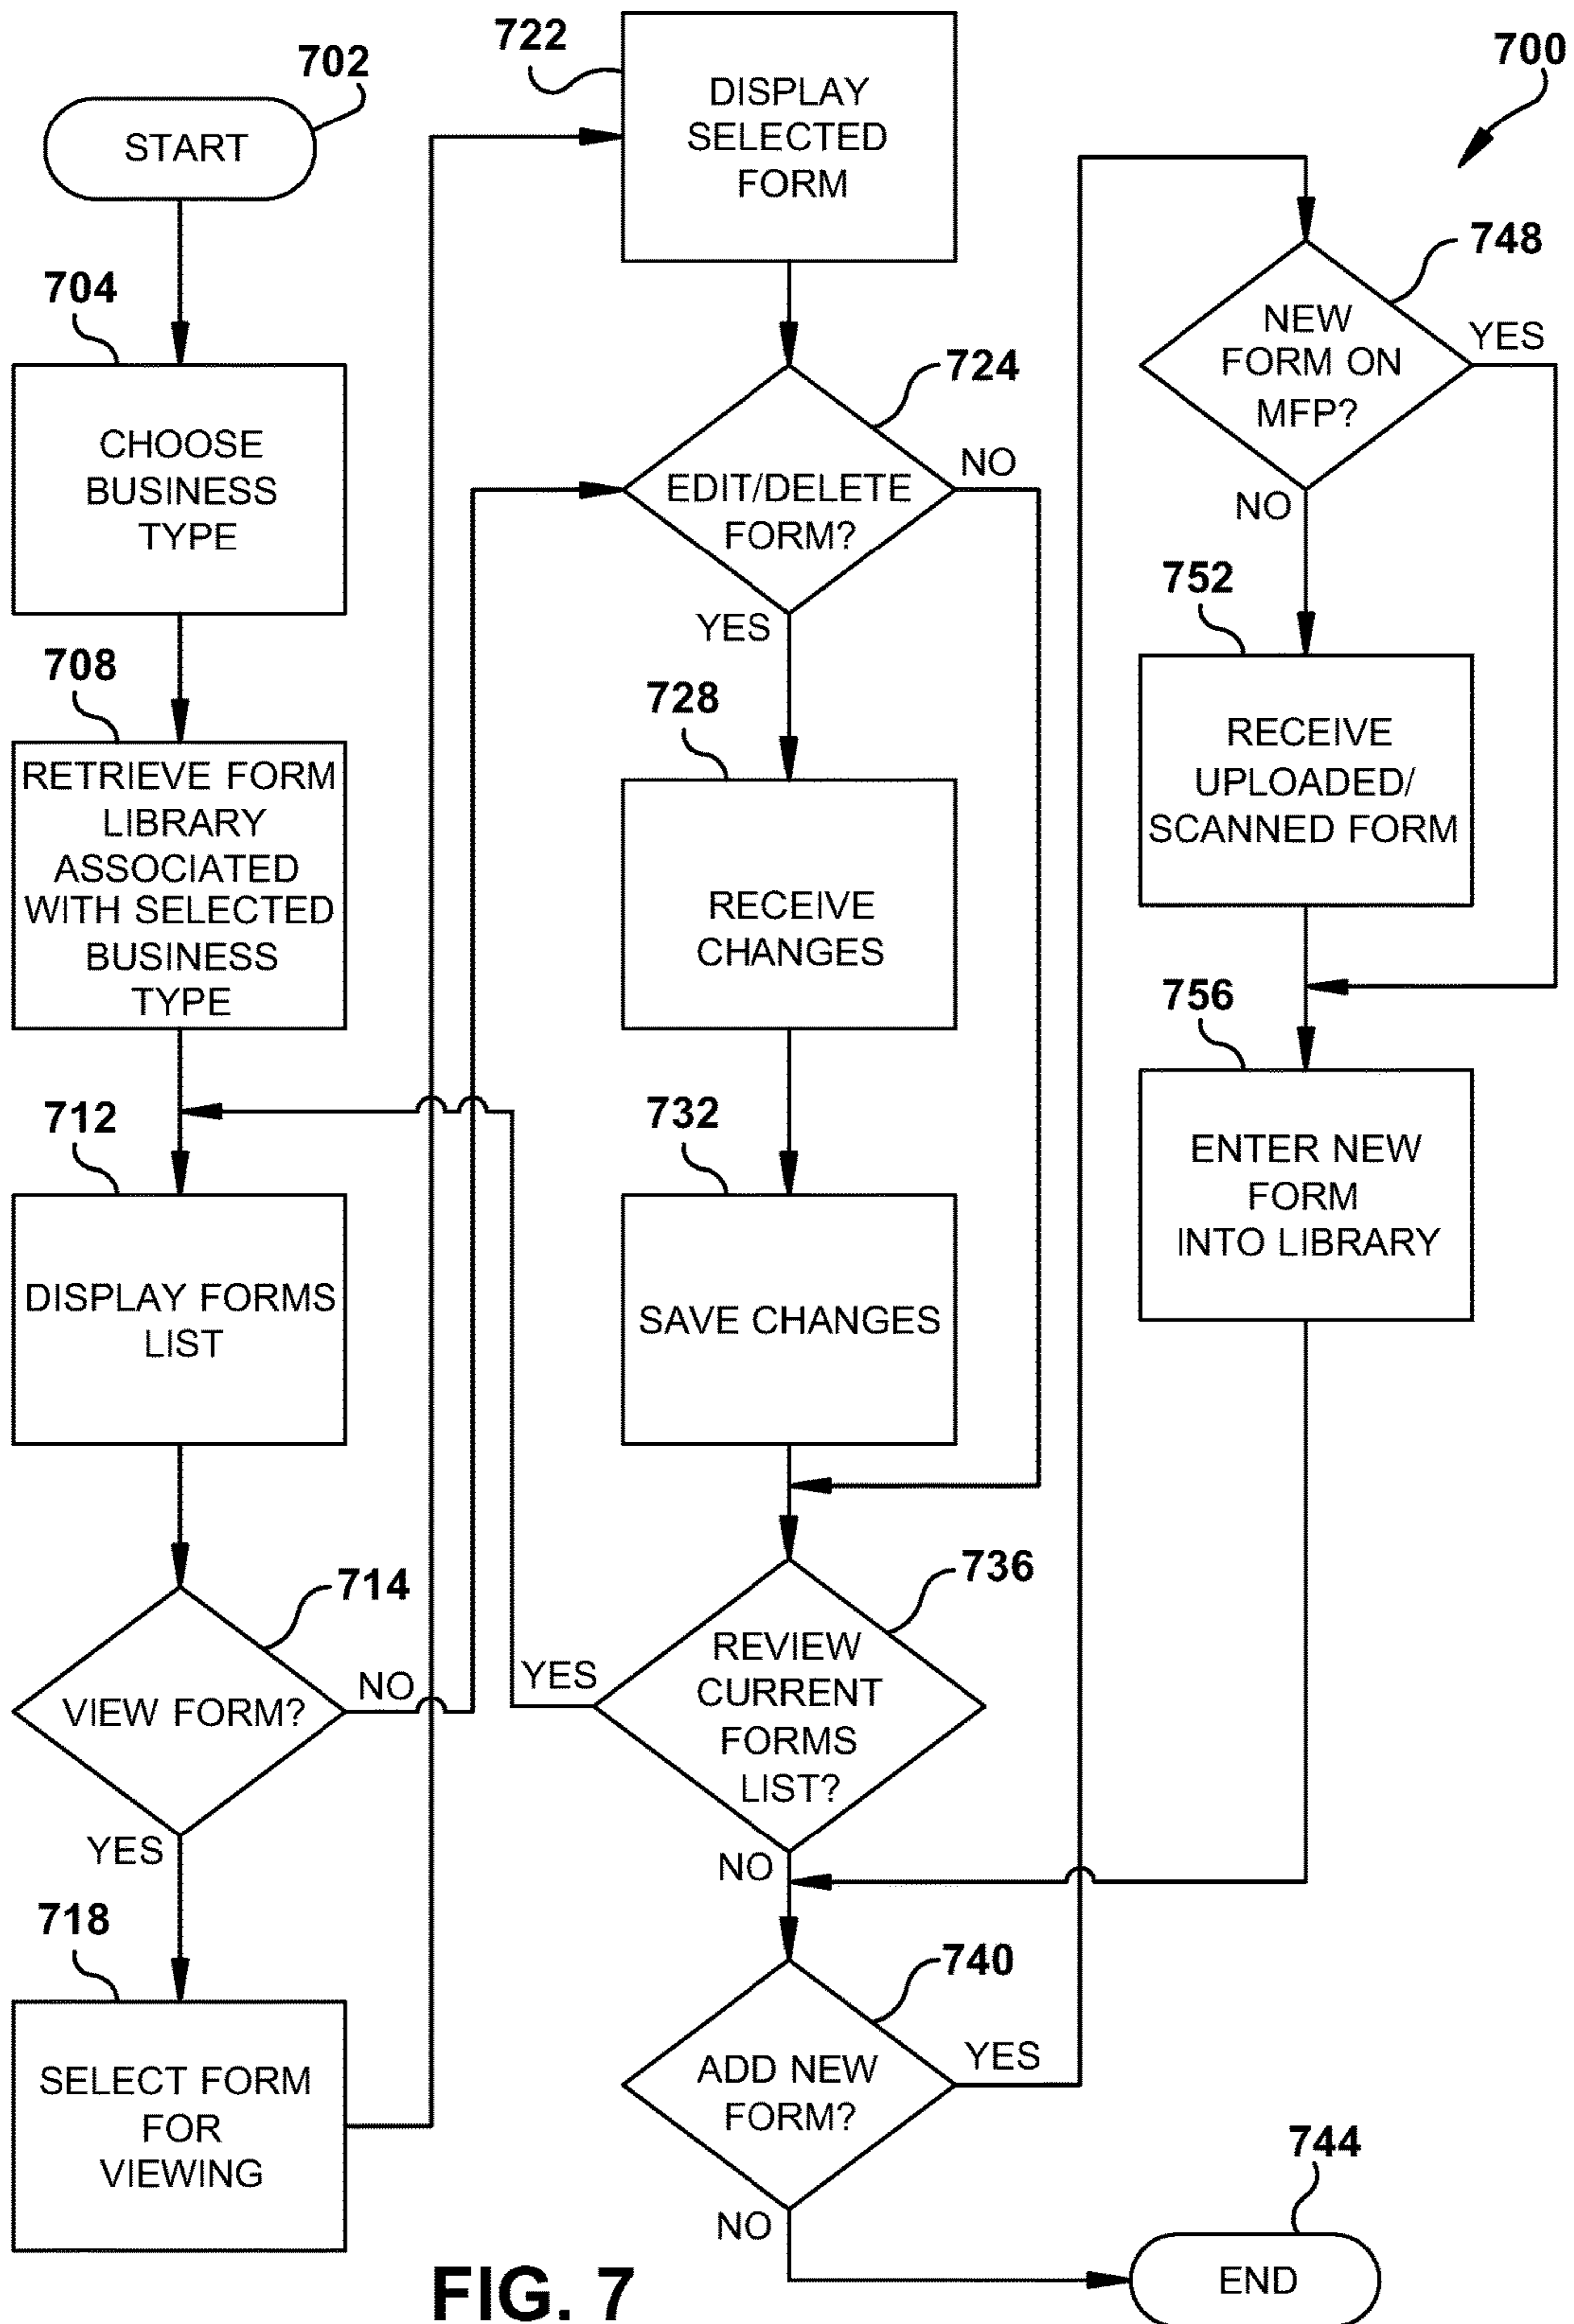 702
START
704
CHOOSE
BUSINESS
TYPE
708
RETRIEVE FORM
LIBRARY
ASSOCIATED
WITH SELECTED
BUSINESS
TYPE
712
DISPLAY FORMS
LIST
714
VIEW FORM?
NO
YES
718
SELECT FORM
FOR
VIEWING
722
DISPLAY
SELECTED
FORM
724
EDIT/DELETE
FORM?
NO
YES
728
RECEIVE
CHANGES
732
SAVE CHANGES
736
REVIEW
CURRENT
FORMS
LIST?
YES
NO
740
ADD NEW
FORM?
YES
NO
700
748
NEW
FORM ON
MFP?
YES
NO
752
RECEIVE
UPLOADED/
SCANNED FORM
756
ENTER NEW
FORM
INTO LIBRARY
744
END
FIG. 7